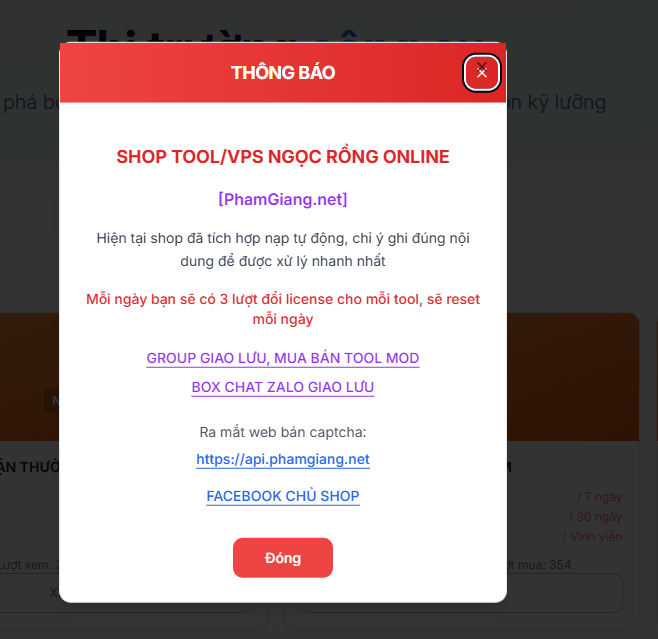 Thị trường công cụ
phá b
n kỹ lưỡng
THÔNG BÁO
SHOP TOOL/VPS NGỌC RỒNG ONLINE
[PhamGiang.net]
Hiện tại shop đã tích hợp nạp tự động, chỉ ý ghi đúng nội
dung để được xử lý nhanh nhất
Mỗi ngày bạn sẽ có 3 lượt đổi license cho mỗi tool, sẽ reset
mỗi ngày
GROUP GIAO LƯU, MUA BÁN TOOL MOD
BOX CHAT ZALO GIAO LƯU
Ra mắt web bán captcha:
https://api.phamgiang.net
FACEBOOK CHỦ SHOP
Đóng
N
ẬN THƯỞ
M
/ 7 ngày
/ 30 ngày
/ Vĩnh viễn
Lượt xem: 3
t mua: 354
X